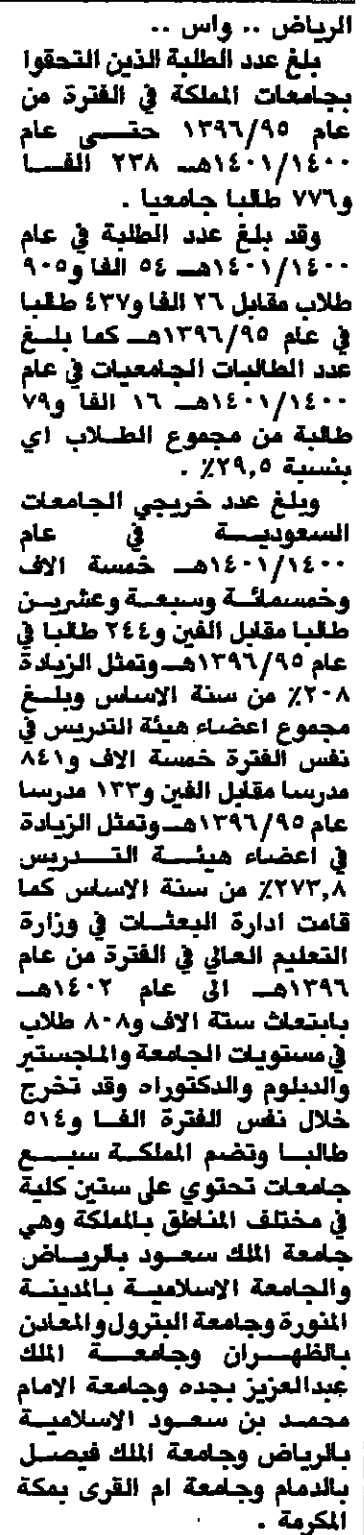 الرياض .. واس ..
بلغ عدد الطلبة الذين التحقوا
بجامعات المملكة في الفترة من
عام ١٣٩٦/٩٥ حتى عام
١٤٠١/١٤٠٠هـ ٢٣٨ الفا
و٧٧٦ طالبا جامعيا .
وقد بلغ عدد الطلبة في عام
١٤٠١/١٤٠٠هـ ٥٤ الفا و٩٠٥
طلاب مقابل ٢٦ الفا و٤٣٧ طالبا
في عام ١٣٩٦/٩٥هـ كما بلغ
عدد الطالبات الجامعيات في عام
١٤٠١/١٤٠٠هـ ١٦ الفا و٧٩
طالبة من مجموع الطلاب اي
بنسبة ٢٩,٥٪ .
وبلغ عدد خريجي الجامعات
السعودية في عام
١٤٠١/١٤٠٠هـ خمسة الاف
وخمسمائة وسبعة وعشرين
طالبا مقابل الفين و٢٤٤ طالبا في
عام ١٣٩٦/٩٥هـ وتمثل الزيادة
٢٠٨٪ من سنة الاساس وبلغ
مجموع اعضاء هيئة التدريس في
نفس الفترة خمسة الاف و٨٤١
مدرسا مقابل الفين و١٣٣ مدرسا
عام ١٣٩٦/٩٥هـ وتمثل الزيادة
في اعضاء هيئة التدريس
٢٧٣,٨٪ من سنة الاساس كما
قامت ادارة البعثات في وزارة
التعليم العالي في الفترة من عام
١٣٩٦هـ الى عام ١٤٠٢هـ
بابتعاث ستة الاف و٨٠٨ طلاب
في مستويات الجامعة والماجستير
والدبلوم والدكتوراه وقد تخرج
خلال نفس الفترة الفا و٥١٤
طالبا وتضم المملكة سبع
جامعات تحتوي على ستين كلية
في مختلف المناطق بالمملكة وهي
جامعة الملك سعود بالرياض
والجامعة الاسلامية بالمدينة
المنورة وجامعة البترول والمعادن
بالظهران وجامعة الملك
عبدالعزيز بجده وجامعة الامام
محمد بن سعود الاسلامية
بالرياض وجامعة الملك فيصل
بالدمام وجامعة ام القرى بمكة
المكرمة .